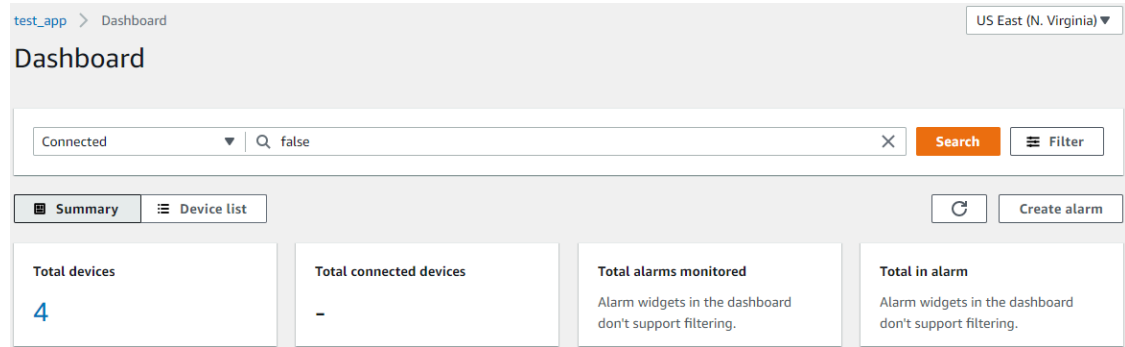 test_app > Dashboard
US East (N. Virginia)
Dashboard
Connected
false
Search
Filter
Summary
Device list
Create alarm
Total devices
4
Total connected devices
-
Total alarms monitored
Alarm widgets in the dashboard
don't support filtering.
Total in alarm
Alarm widgets in the dashboard
don't support filtering.